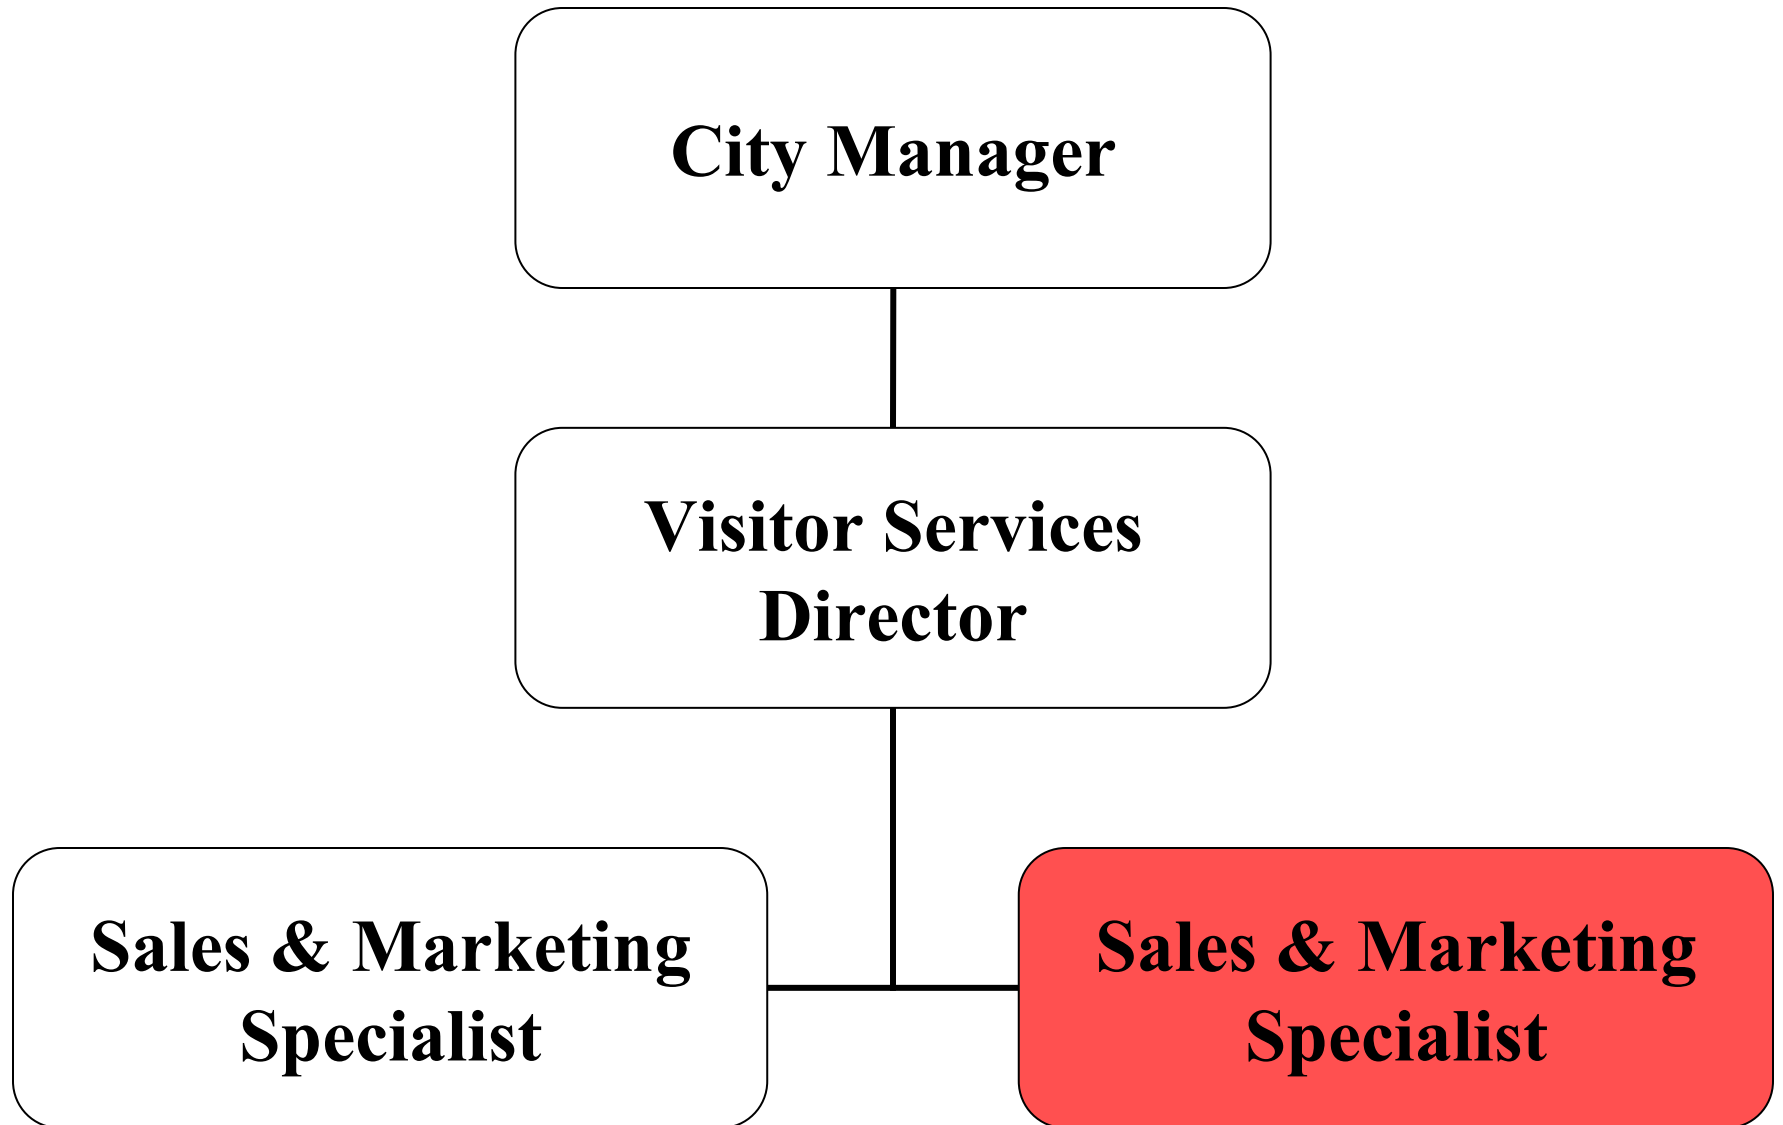 City Manager
Visitor Services
Director
Sales & Marketing
Specialist
Sales & Marketing
Specialist